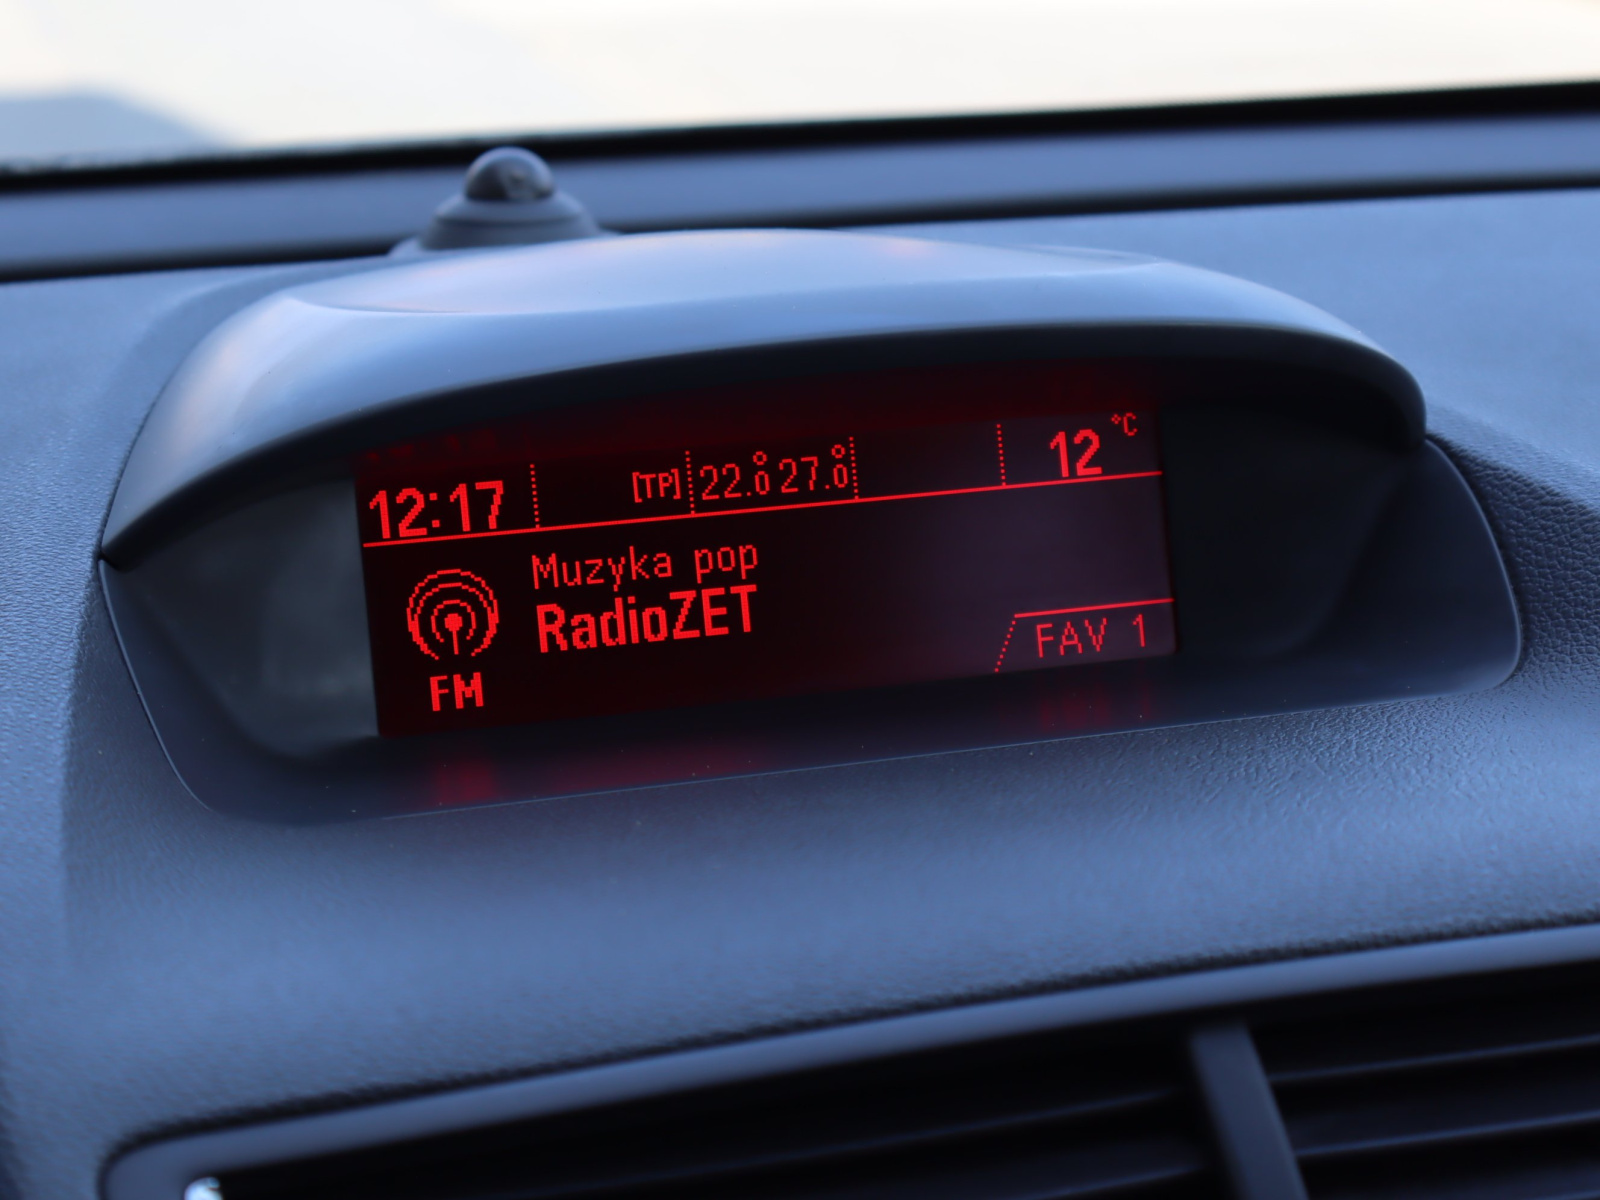 12:17 [TP] 22.0° 27.0° 12 °C
Muzyka pop
RadioZET
FM
FAV 1